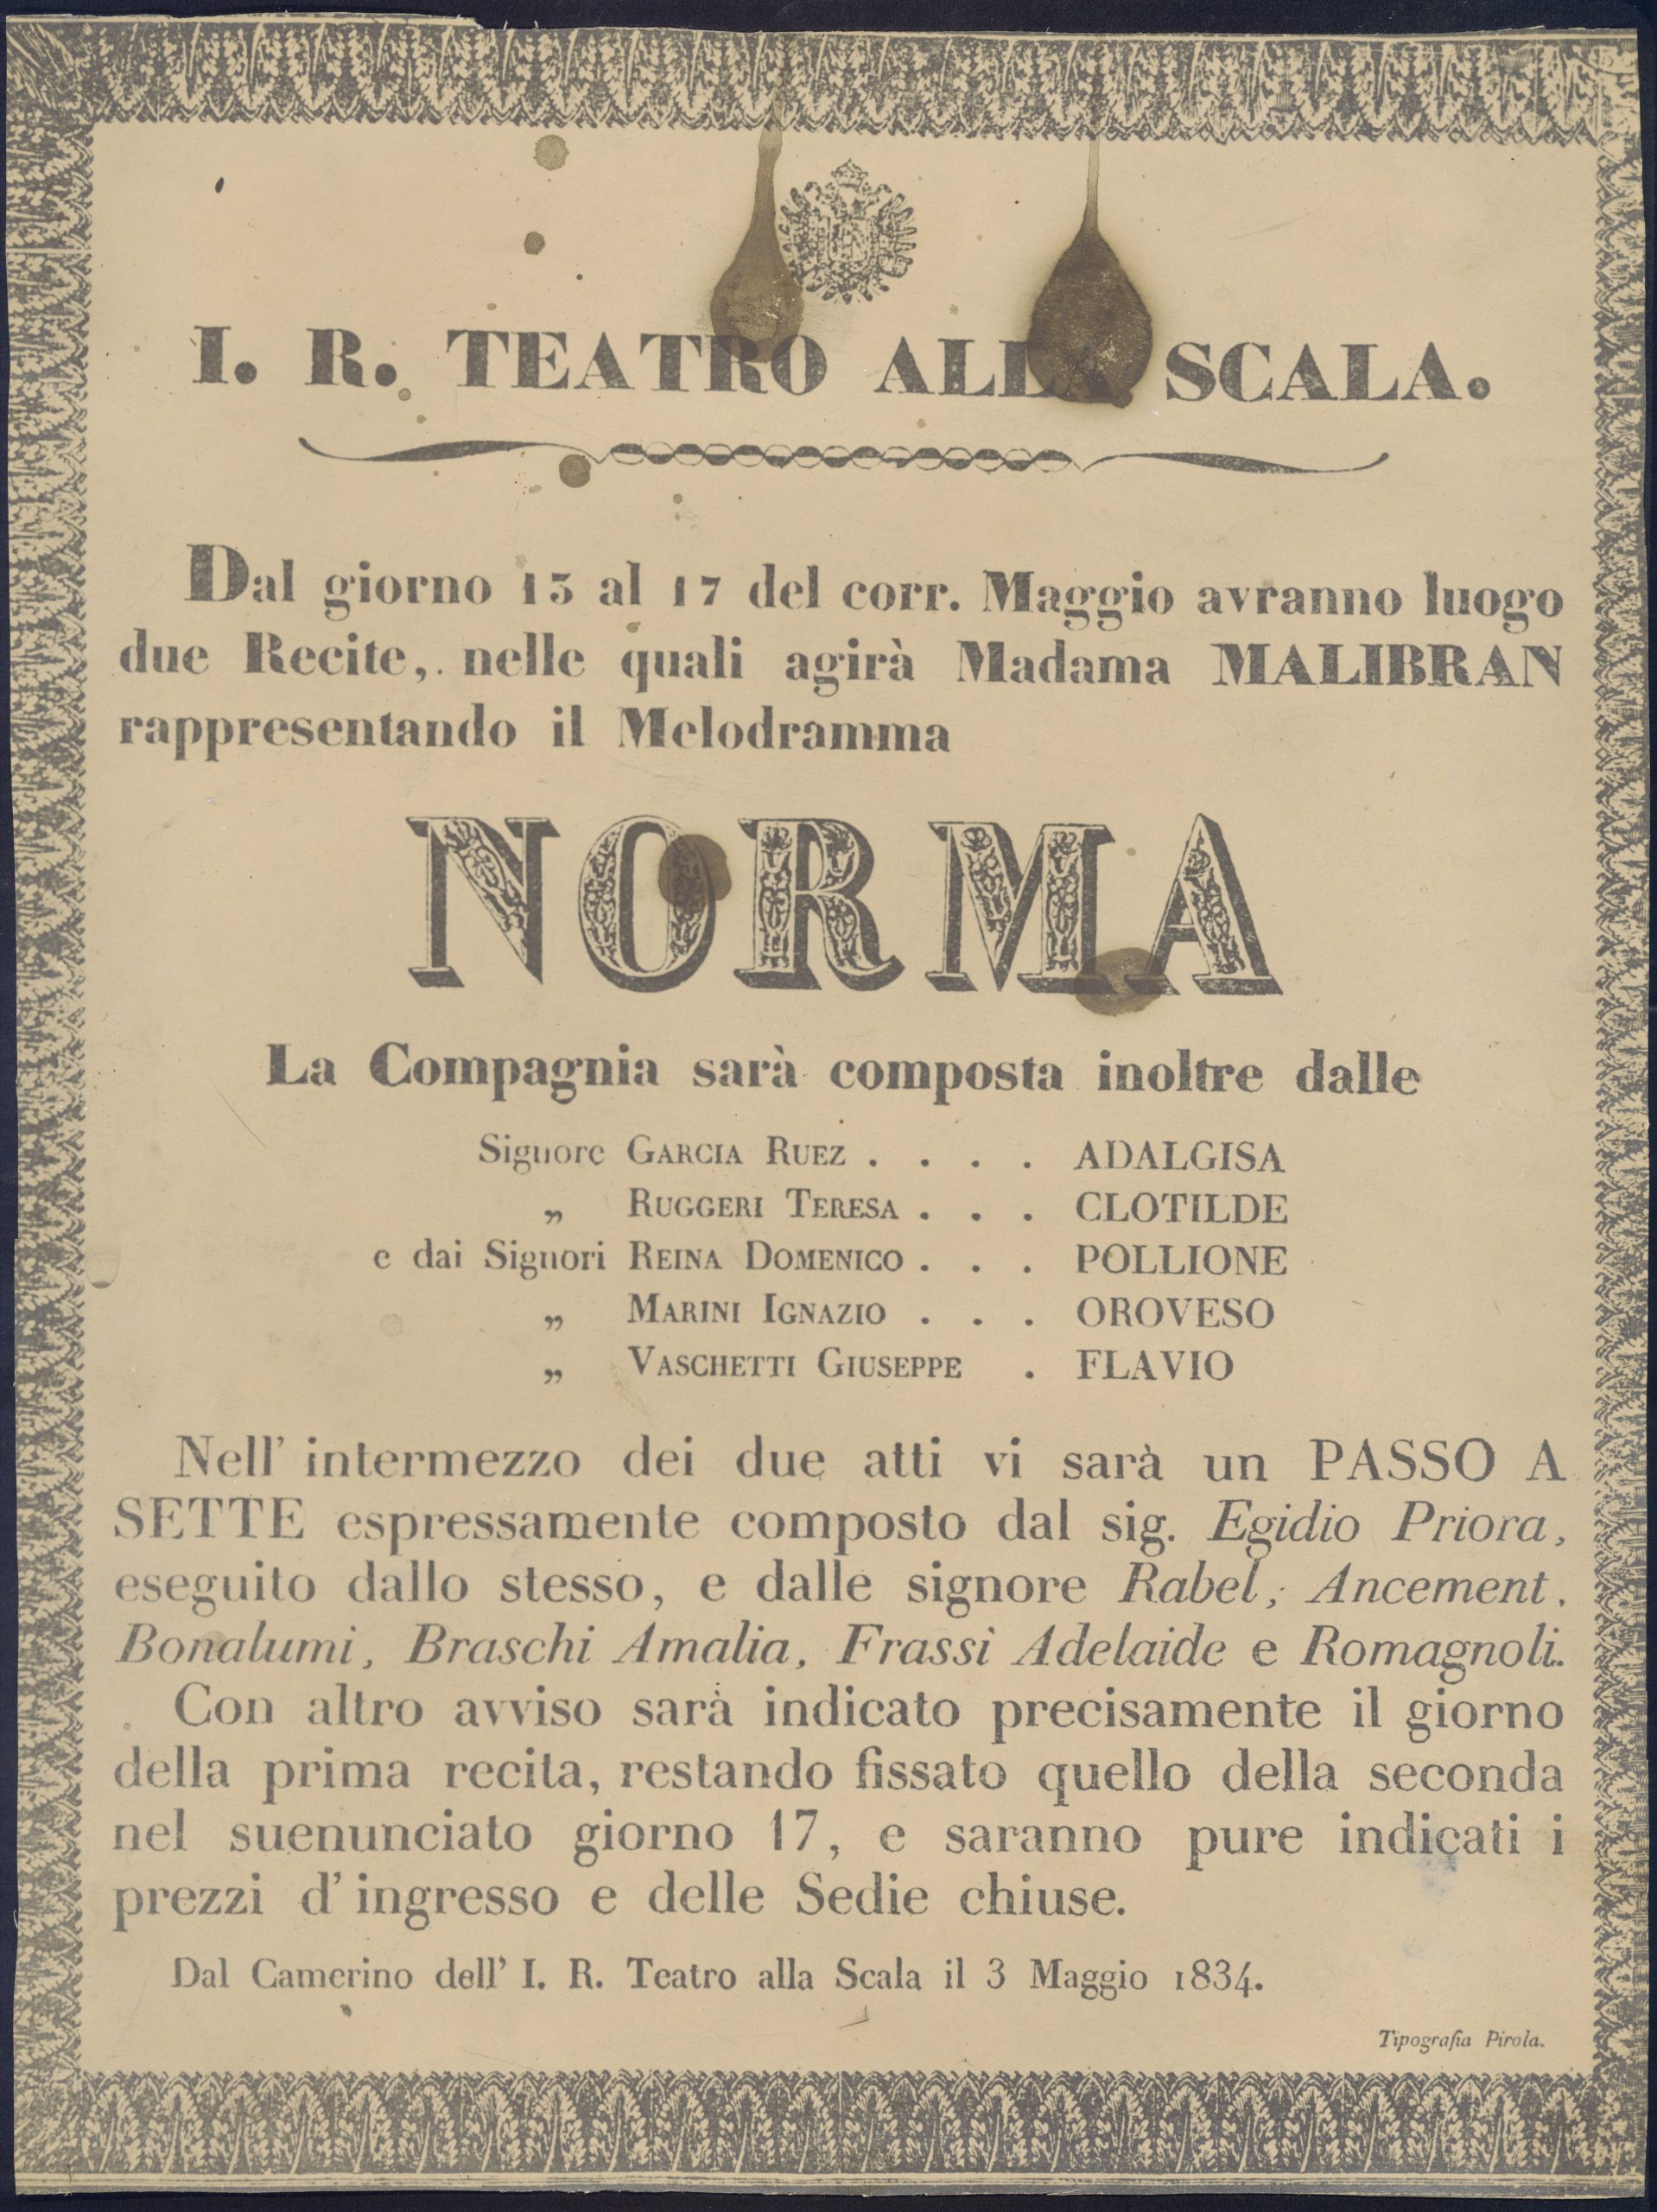 I. R. TEATRO ALLA SCALA.
Dal giorno 13 al 17 del corr. Maggio avranno luogo
due Recite, nelle quali agirà Madama MALIBRAN
rappresentando il Melodramma
NORMA
La Compagnia sarà composta inoltre dalle
Signore GARCIA RUEZ . . . . ADALGISA
„ RUGGERI TERESA . . . CLOTILDE
e dai Signori REINA DOMENICO . . . POLLIONE
„ MARINI IGNAZIO . . . OROVESO
„ VASCHETTI GIUSEPPE . FLAVIO
Nell' intermezzo dei due atti vi sarà un PASSO A
SETTE espressamente composto dal sig. Egidio Priora,
eseguito dallo stesso, e dalle signore Rabel, Ancement,
Bonalumi, Braschi Amalia, Frassi Adelaide e Romagnoli.
Con altro avviso sarà indicato precisamente il giorno
della prima recita, restando fissato quello della seconda
nel suenunciato giorno 17, e saranno pure indicati i
prezzi d' ingresso e delle Sedie chiuse.
Dal Camerino dell' I. R. Teatro alla Scala il 3 Maggio 1834.
Tipografia Pirola.